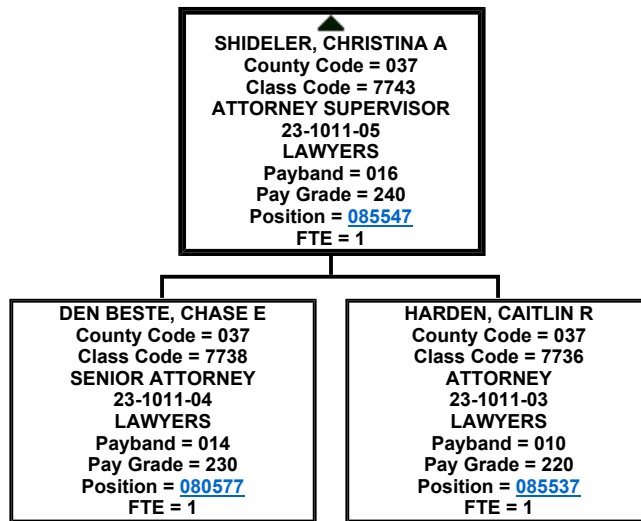 SHIDELER, CHRISTINA A
County Code = 037
Class Code = 7743
ATTORNEY SUPERVISOR
23-1011-05
LAWYERS
Payband = 016
Pay Grade = 240
Position = 085547
FTE = 1
DEN BESTE, CHASE E
County Code = 037
Class Code = 7738
SENIOR ATTORNEY
23-1011-04
LAWYERS
Payband = 014
Pay Grade = 230
Position = 080577
FTE = 1
HARDEN, CAITLIN R
County Code = 037
Class Code = 7736
ATTORNEY
23-1011-03
LAWYERS
Payband = 010
Pay Grade = 220
Position = 085537
FTE = 1